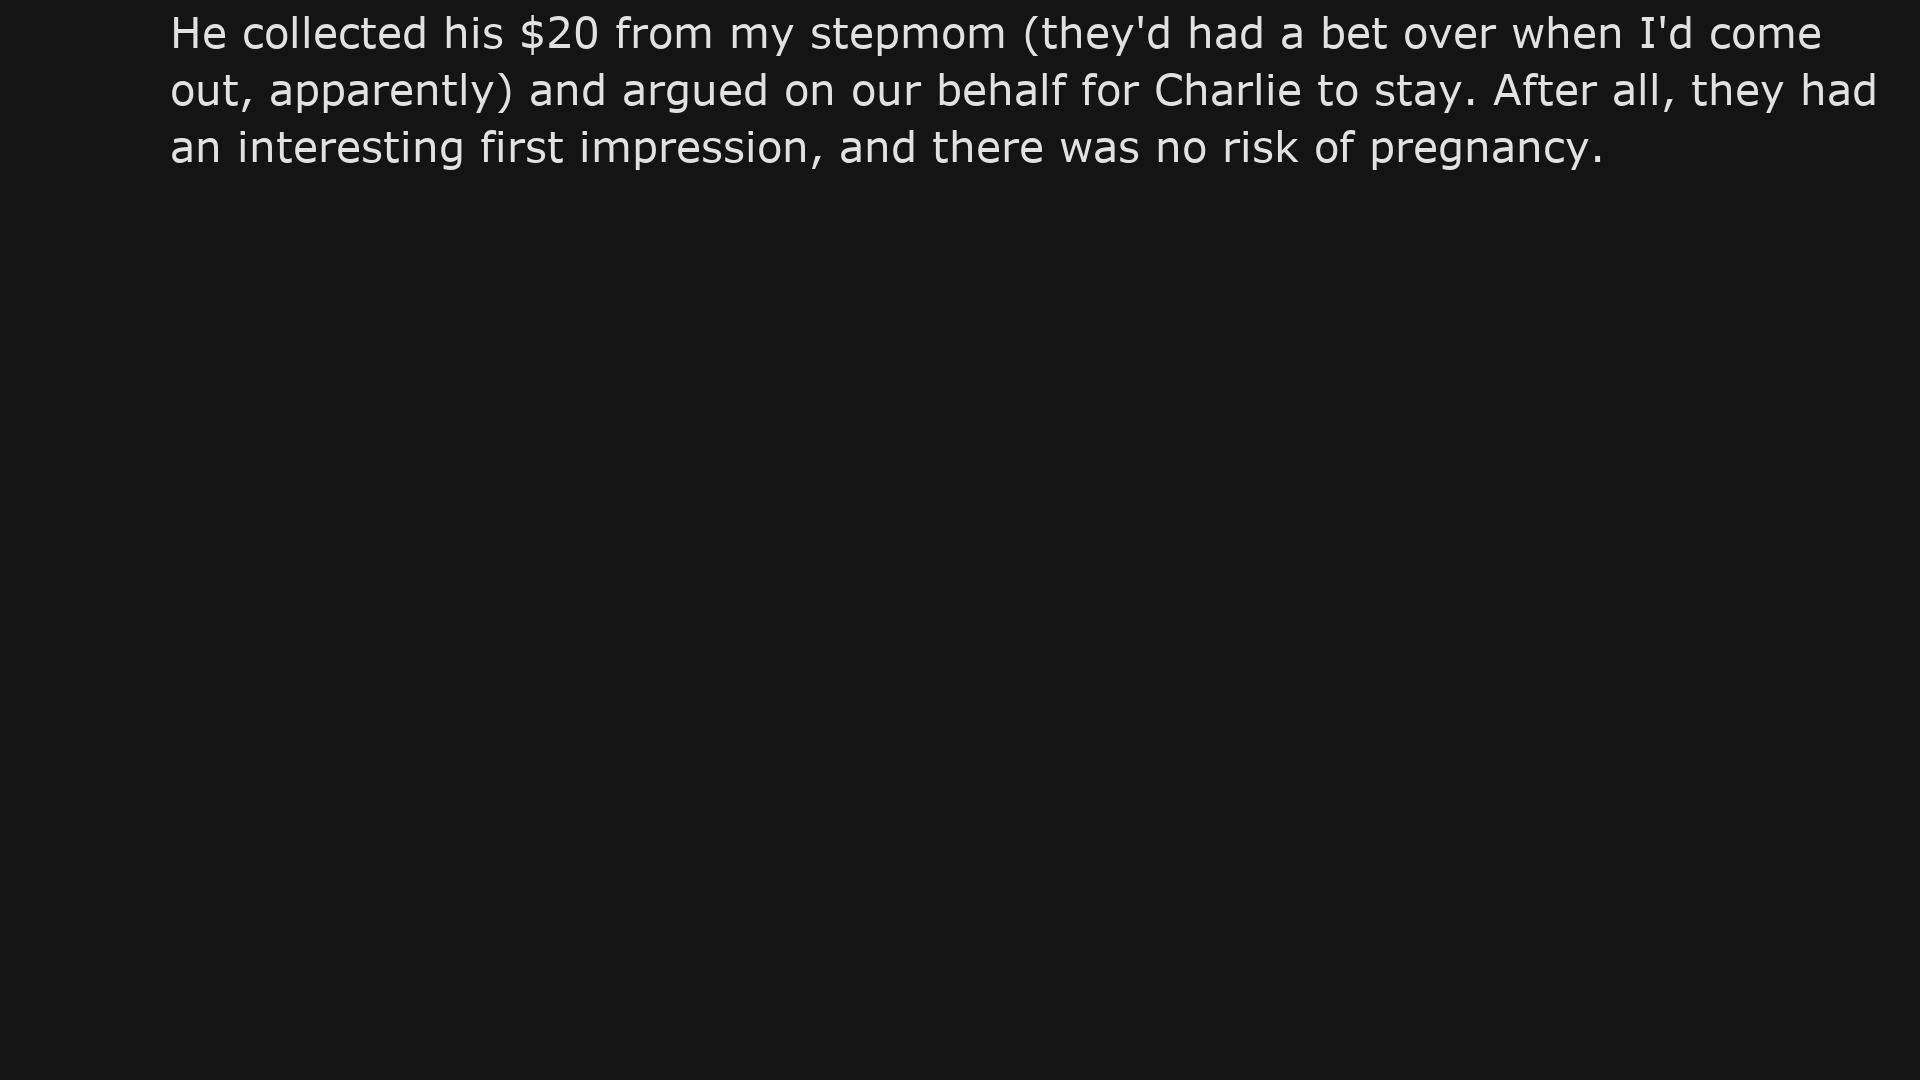 He collected his $20 from my stepmom (they'd had a bet over when I'd come
out, apparently) and argued on our behalf for Charlie to stay. After all, they had
an interesting first impression, and there was no risk of pregnancy.